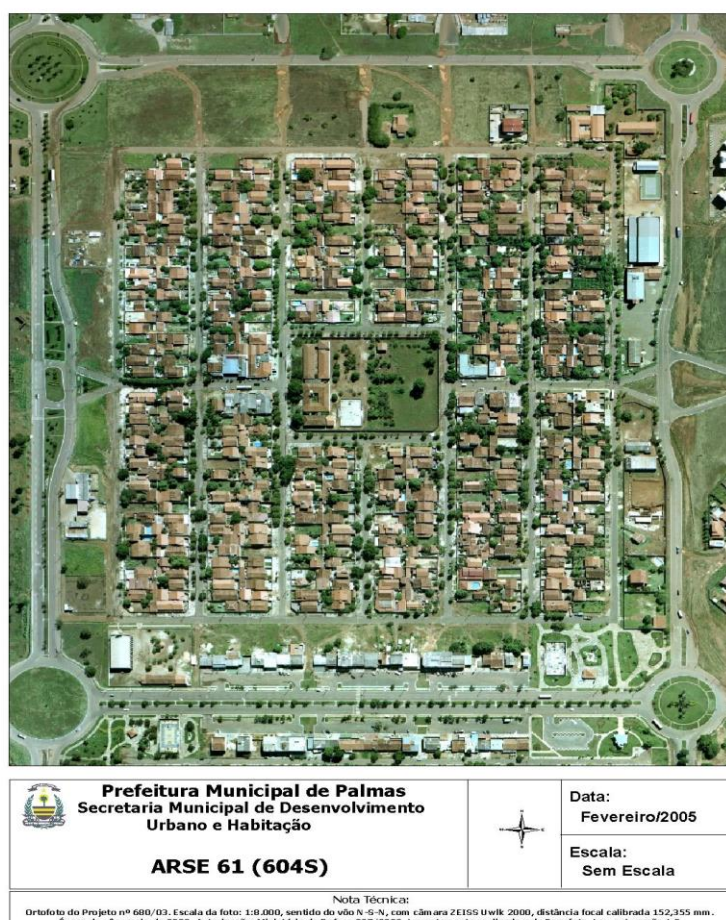 Prefeitura Municipal de Palmas
Secretaria Municipal de Desenvolvimento
Urbano e Habitação
ARSE 61 (604S)
Data:
Fevereiro/2005
Escala:
Sem Escala
Nota Técnica:
Ortofoto do Projeto nº 680/03. Escala da foto: 1:8.000, sentido do vôo N-S-N, com câmara ZEISS Uwlk 2000, distância focal calibrada 152,355 mm.